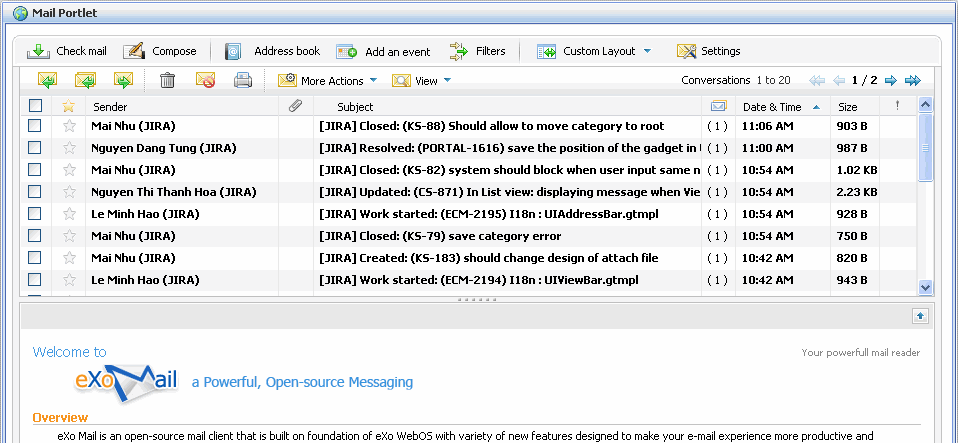 Mail Portlet
Check mail Compose Address book Add an event Filters Custom Layout Settings
More Actions View Conversations 1 to 20 1 / 2
Sender Subject Date & Time Size !
Mai Nhu (JIRA) [JIRA] Closed: (KS-88) Should allow to move category to root (1) 11:06 AM 903 B
Nguyen Dang Tung (JIRA) [JIRA] Resolved: (PORTAL-1616) save the position of the gadget in (1) 11:00 AM 987 B
Mai Nhu (JIRA) [JIRA] Closed: (KS-82) system should block when user input same n (1) 10:54 AM 1.02 KB
Nguyen Thi Thanh Hoa (JIRA) [JIRA] Updated: (CS-871) In List view: displaying message when Vie (1) 10:54 AM 2.23 KB
Le Minh Hao (JIRA) [JIRA] Work started: (ECM-2195) I18n : UIAddressBar.gtmpl (1) 10:54 AM 928 B
Mai Nhu (JIRA) [JIRA] Closed: (KS-79) save category error (1) 10:54 AM 750 B
Mai Nhu (JIRA) [JIRA] Created: (KS-183) should change design of attach file (1) 10:42 AM 820 B
Le Minh Hao (JIRA) [JIRA] Work started: (ECM-2194) I18n : UIViewBar.gtmpl (1) 10:42 AM 943 B
Welcome to Your powerfull mail reader
eXo Mail a Powerful, Open-source Messaging
Overview
eXo Mail is an open-source mail client that is built on foundation of eXo WebOS with variety of new features designed to make your e-mail experience more productive and